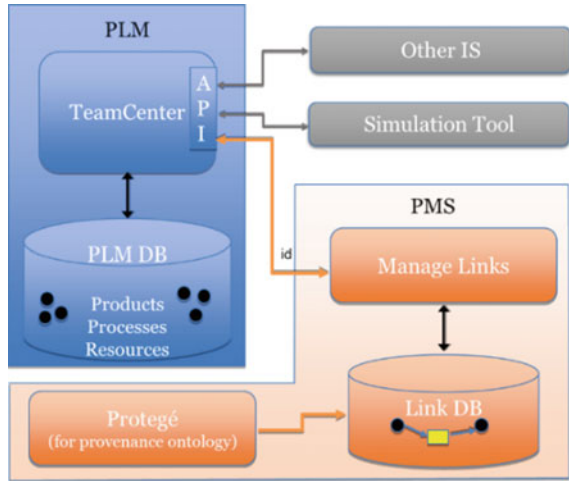 PLM
TeamCenter
A
P
I
Other IS
Simulation Tool
PLM DB
Products
Processes
Resources
id
PMS
Manage Links
Link DB
Protegé
(for provenance ontology)